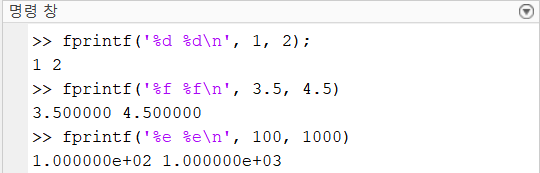 명령 창
>> fprintf('%d %d\n', 1, 2);
1 2
>> fprintf('%f %f\n', 3.5, 4.5)
3.500000 4.500000
>> fprintf('%e %e\n', 100, 1000)
1.000000e+02 1.000000e+03